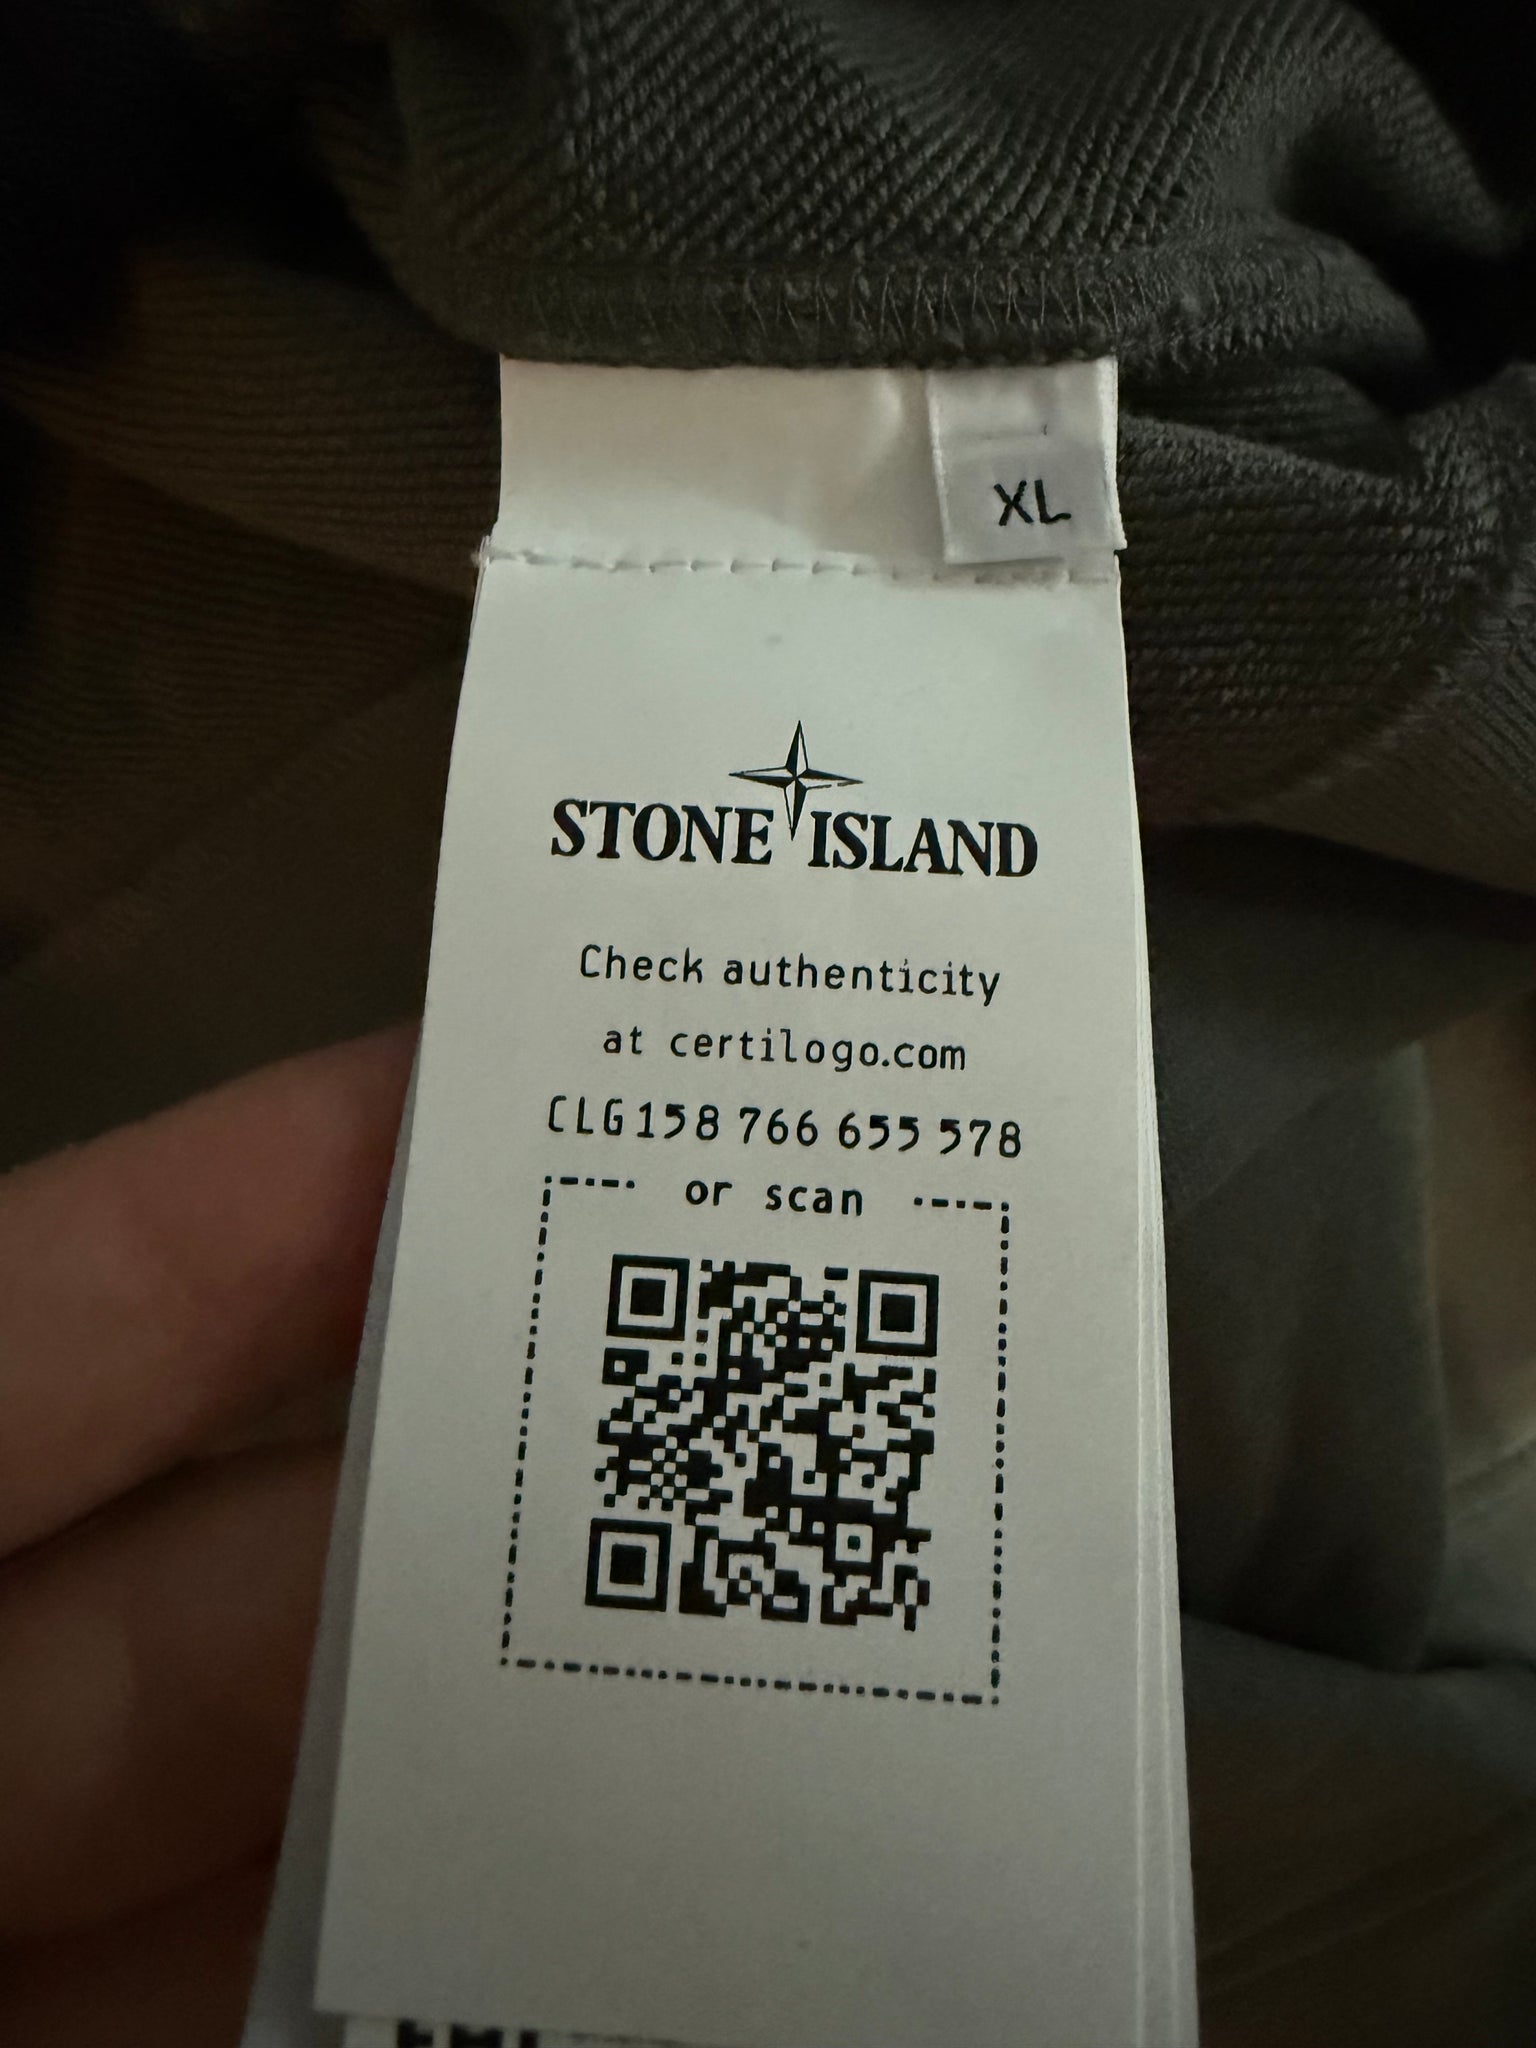 XL
STONE ISLAND
Check authenticity
at certilogo.com
CLG158 766 655 578
or scan